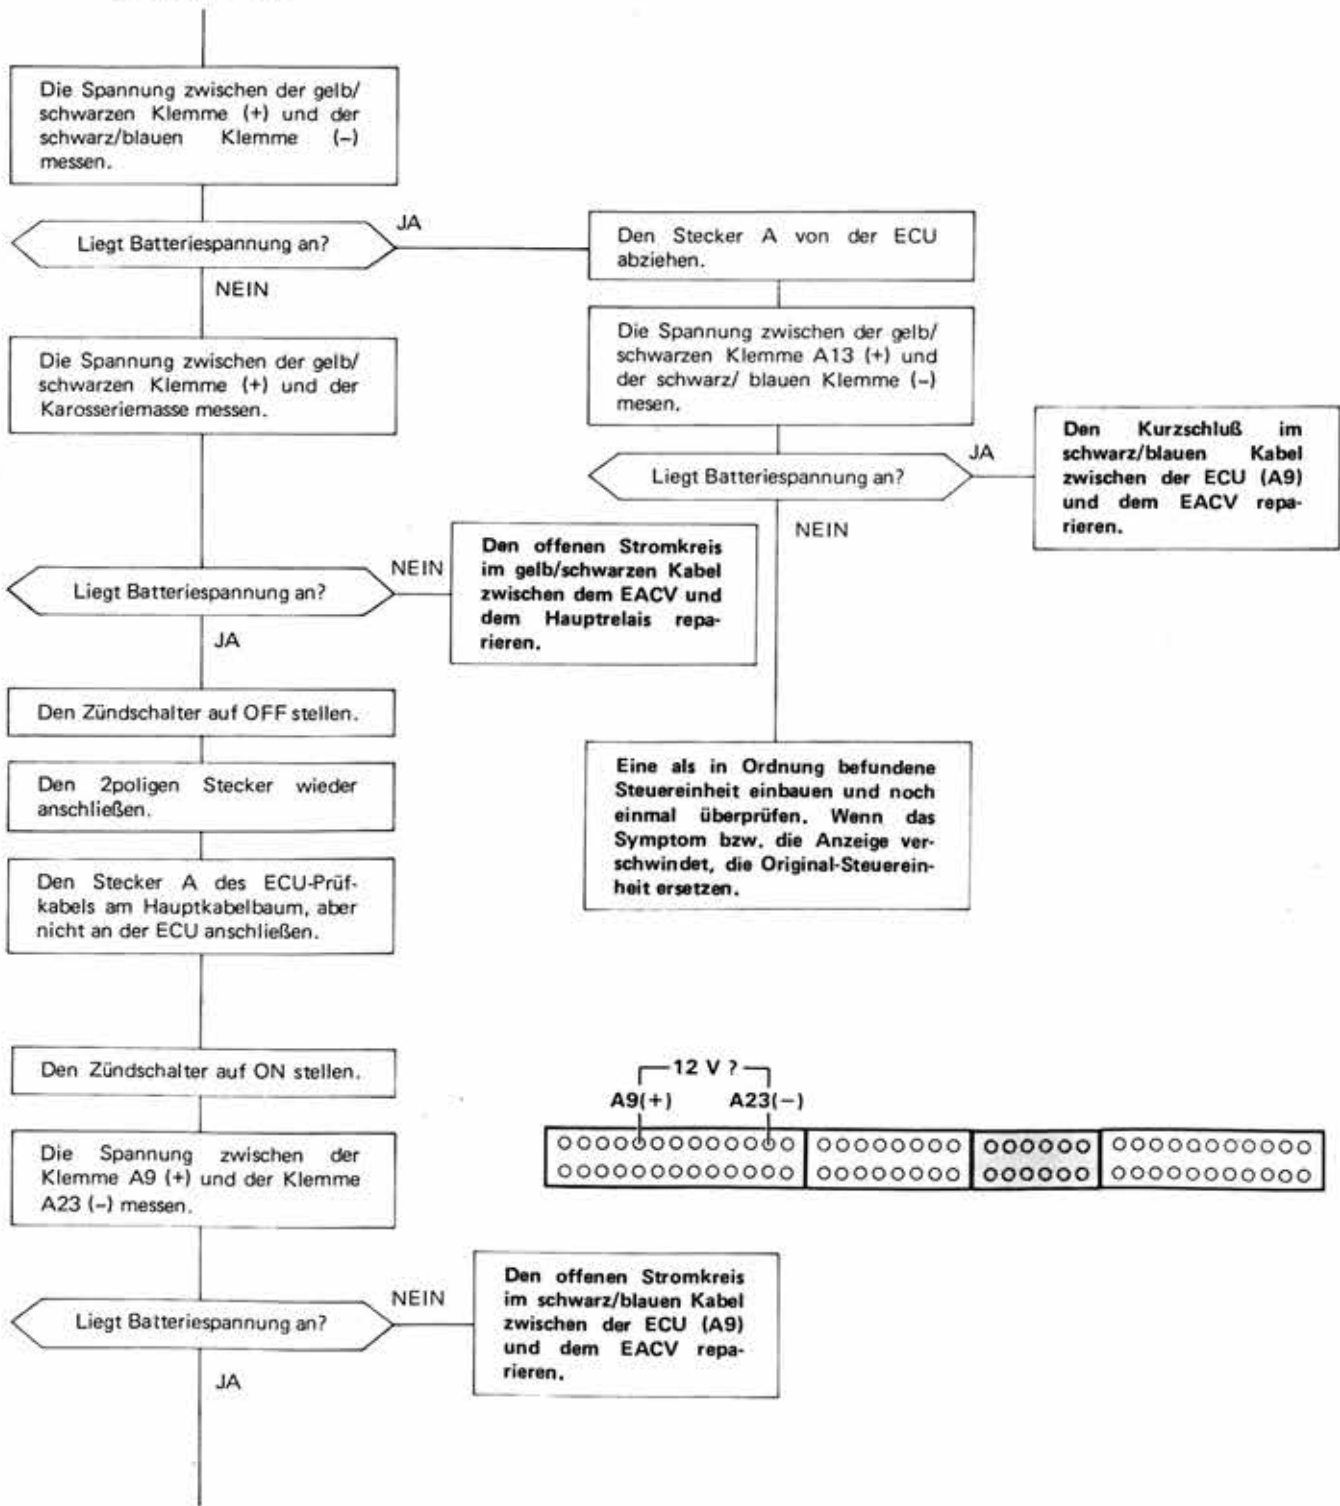 Die Spannung zwischen der gelb/
schwarzen Klemme (+) und der
schwarz/blauen Klemme (–)
messen.
Liegt Batteriespannung an?
JA
NEIN
Den Stecker A von der ECU
abziehen.
Die Spannung zwischen der gelb/
schwarzen Klemme (+) und der
Karosseriemasse messen.
Die Spannung zwischen der gelb/
schwarzen Klemme A13 (+) und
der schwarz/ blauen Klemme (–)
mesen.
Liegt Batteriespannung an?
JA
NEIN
Den Kurzschluß im
schwarz/blauen Kabel
zwischen der ECU (A9)
und dem EACV repa-
rieren.
Liegt Batteriespannung an?
NEIN
JA
Den offenen Stromkreis
im gelb/schwarzen Kabel
zwischen dem EACV und
dem Hauptrelais repa-
rieren.
Den Zündschalter auf OFF stellen.
Den 2poligen Stecker wieder
anschließen.
Eine als in Ordnung befundene
Steuereinheit einbauen und noch
einmal überprüfen. Wenn das
Symptom bzw. die Anzeige ver-
schwindet, die Original-Steuerein-
heit ersetzen.
Den Stecker A des ECU-Prüf-
kabels am Hauptkabelbaum, aber
nicht an der ECU anschließen.
Den Zündschalter auf ON stellen.
12 V ?
A9(+) A23(–)
Die Spannung zwischen der
Klemme A9 (+) und der Klemme
A23 (–) messen.
Liegt Batteriespannung an?
NEIN
JA
Den offenen Stromkreis
im schwarz/blauen Kabel
zwischen der ECU (A9)
und dem EACV repa-
rieren.